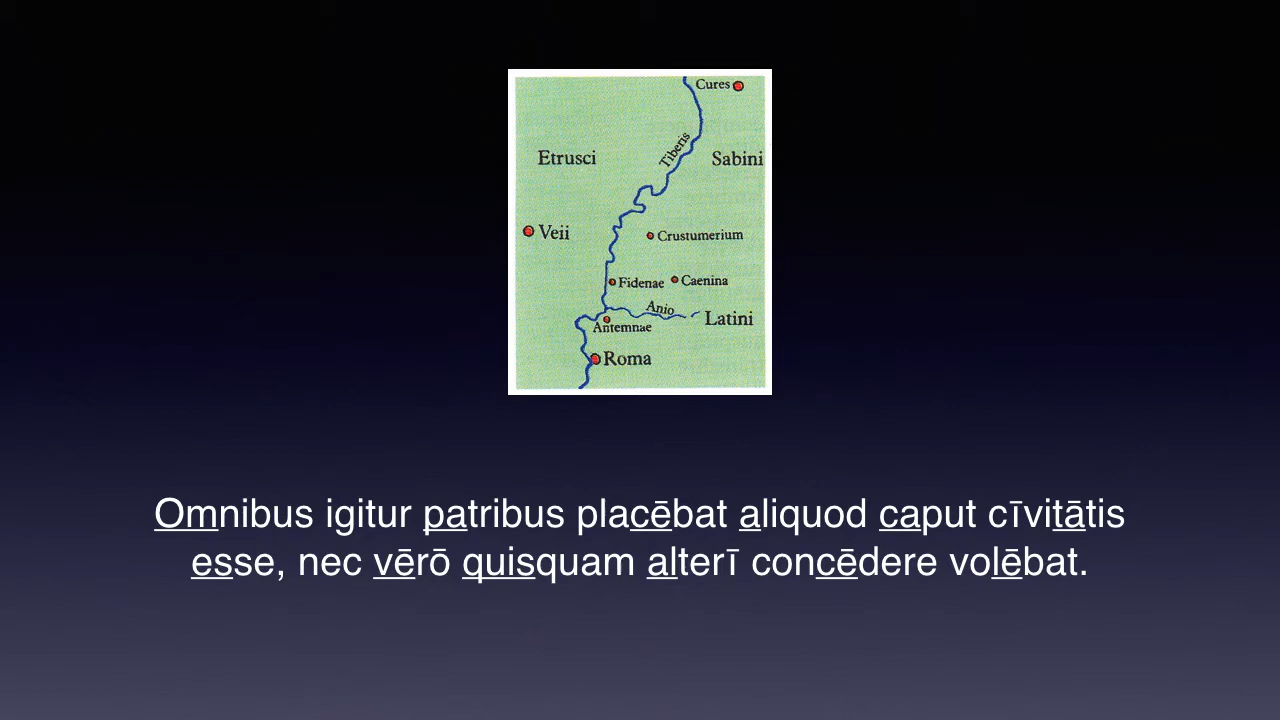 Cures
Tiberis
Etrusci
Sabini
Veii
Crustumerium
Fidenae
Caenina
Anio
Latini
Antemnae
Roma
Omnibus igitur patribus placēbat aliquod caput cīvitātis
esse, nec vērō quisquam alterī concēdere volēbat.